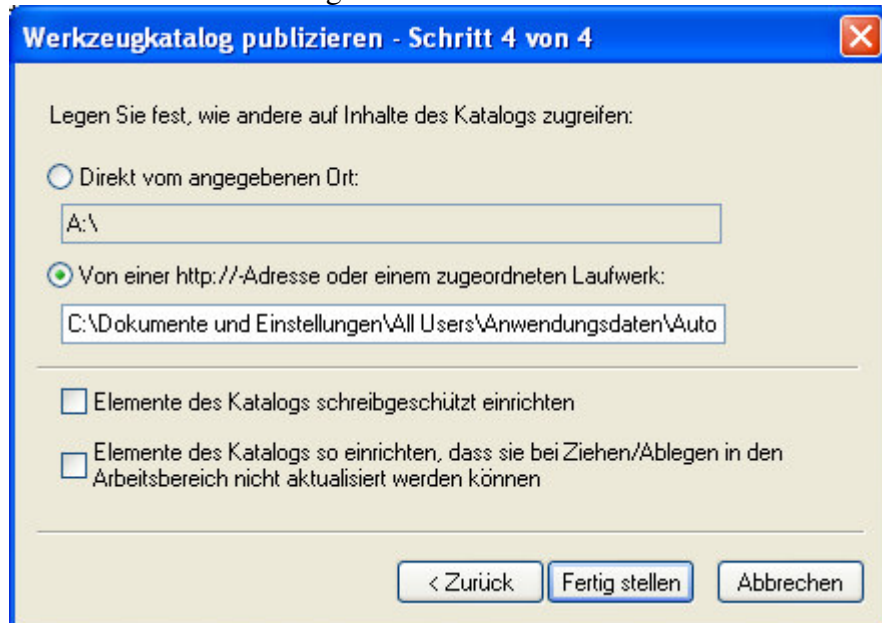 Werkzeugkatalog publizieren - Schritt 4 von 4
Legen Sie fest, wie andere auf Inhalte des Katalogs zugreifen:
Direkt vom angegebenen Ort:
A:\
Von einer http://-Adresse oder einem zugeordneten Laufwerk:
C:\Dokumente und Einstellungen\All Users\Anwendungsdaten\Auto
Elemente des Katalogs schreibgeschützt einrichten
Elemente des Katalogs so einrichten, dass sie bei Ziehen/Ablegen in den
Arbeitsbereich nicht aktualisiert werden können
< Zurück Fertig stellen Abbrechen